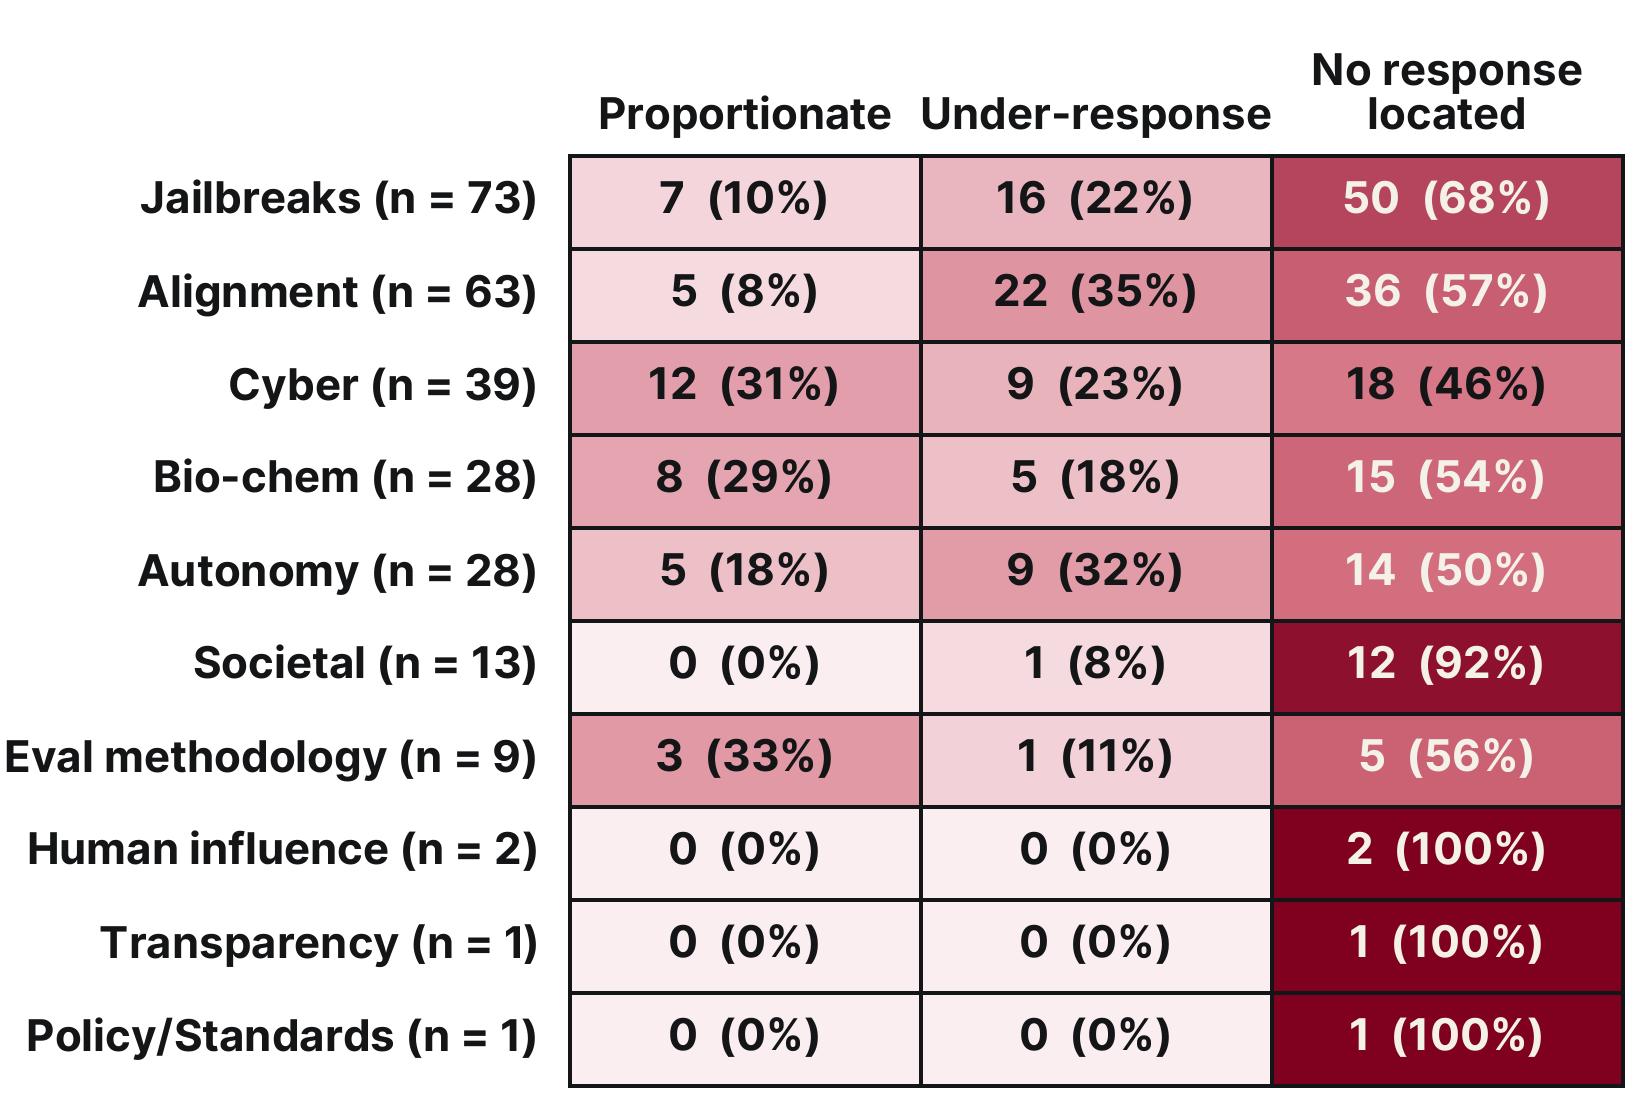 No response
Proportionate Under-response located
Jailbreaks (n = 73) 7 (10%) 16 (22%) 50 (68%)
Alignment (n = 63) 5 (8%) 22 (35%) 36 (57%)
Cyber (n = 39) 12 (31%) 9 (23%) 18 (46%)
Bio-chem (n = 28) 8 (29%) 5 (18%) 15 (54%)
Autonomy (n = 28) 5 (18%) 9 (32%) 14 (50%)
Societal (n = 13) 0 (0%) 1 (8%) 12 (92%)
Eval methodology (n = 9) 3 (33%) 1 (11%) 5 (56%)
Human influence (n = 2) 0 (0%) 0 (0%) 2 (100%)
Transparency (n = 1) 0 (0%) 0 (0%) 1 (100%)
Policy/Standards (n = 1) 0 (0%) 0 (0%) 1 (100%)